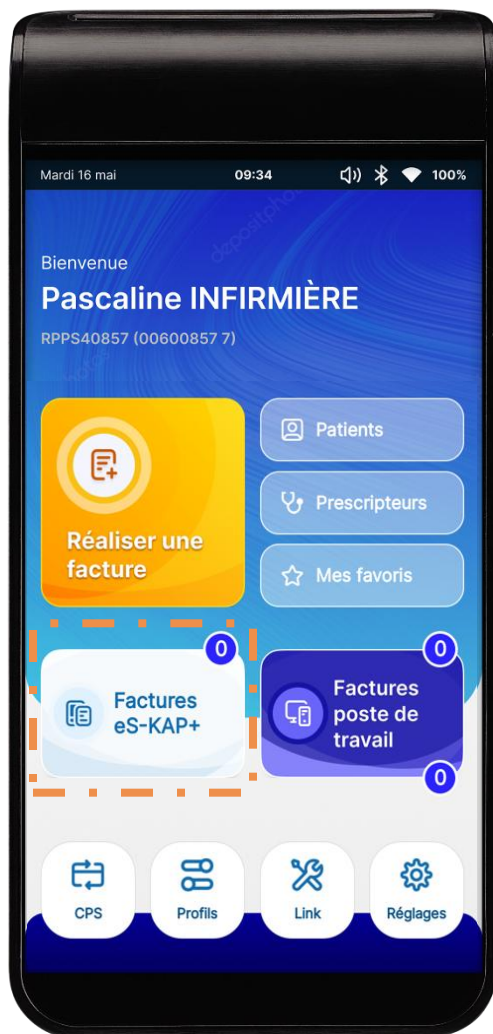 Mardi 16 mai 09:34 100%
Bienvenue
Pascaline INFIRMIÈRE
RPPS40857 (00600857 7)
Réaliser une
facture
Patients
Prescripteurs
Mes favoris
0
Factures
eS-KAP+
0
Factures
poste de
travail
0
CPS
Profils
Link
Réglages
depositphotos